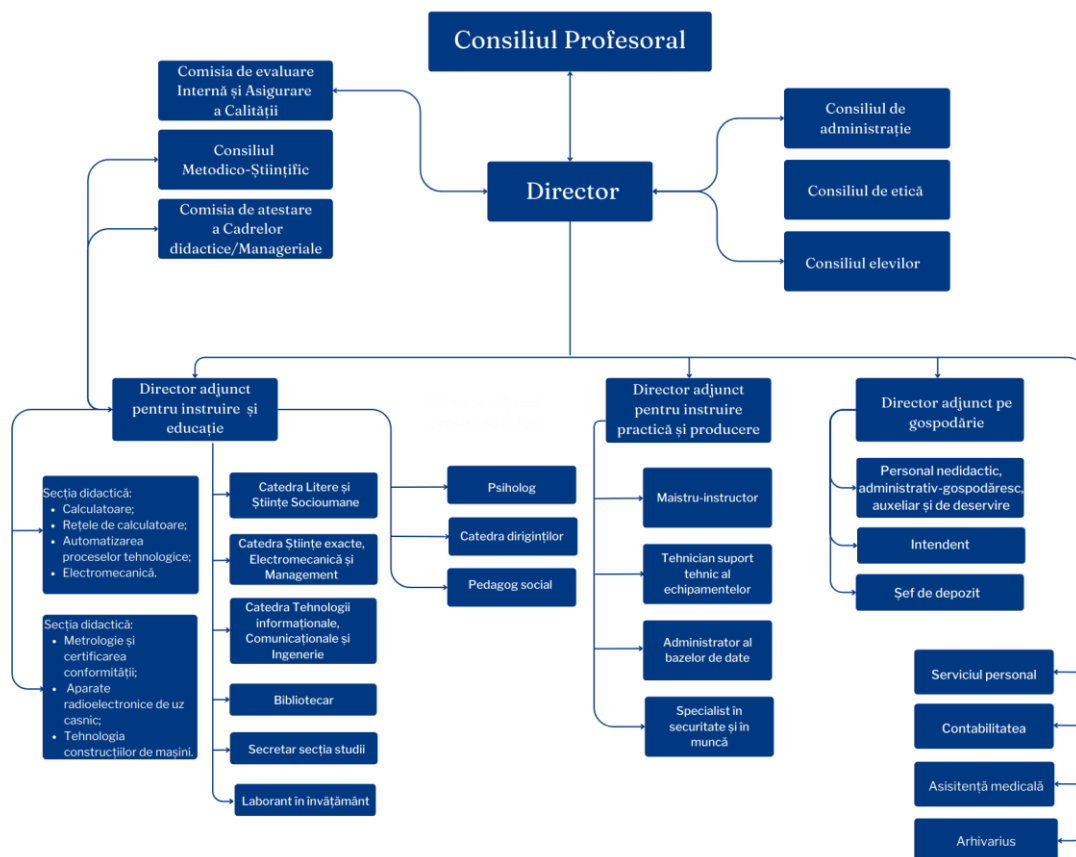 Consiliul Profesoral
Comisia de evaluare
Internă și Asigurare
a Calității
Consiliul
Metodico-Științific
Comisia de atestare
a Cadrelor
didactice/Manageriale
Director
Consiliul de
administrație
Consiliul de etică
Consiliul elevilor
Director adjunct
pentru instruire și
educație
Director adjunct
pentru instruire
practică și producere
Director adjunct pe
gospodărie
Secția didactică:
• Calculatoare;
• Rețele de calculatoare;
• Automatizarea
proceselor tehnologice;
• Electromecanică.
Secția didactică:
• Metrologie și
certificarea
conformității;
• Aparate
radioelectronice de uz
casnic;
• Tehnologia
construcțiilor de mașini.
Catedra Litere și
Științe Socioumane
Catedra Științe exacte,
Electromecanică și
Management
Catedra Tehnologii
informaționale,
Comunicaționale și
Ingenerie
Bibliotecar
Secretar secția studii
Laborant în învățământ
Psiholog
Catedra diriginților
Pedagog social
Maistru-instructor
Tehnician suport
tehnic al
echipamentelor
Administrator al
bazelor de date
Specialist în
securitate și în
muncă
Personal nedidactic,
administrativ-gospodăresc,
auxeliar și de deservire
Intendent
Șef de depozit
Serviciul personal
Contabilitatea
Asisitență medicală
Arhivarius